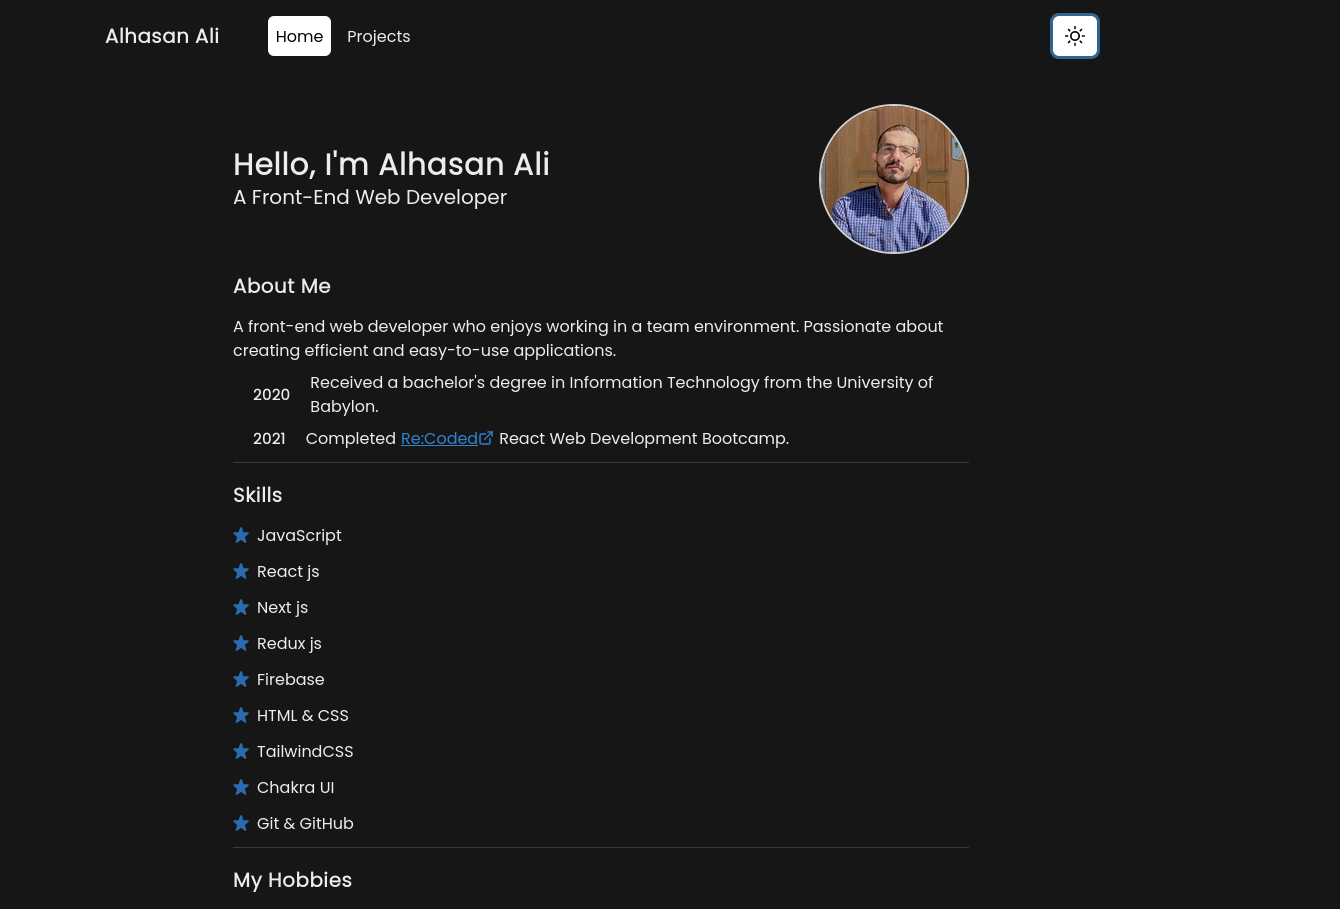 Alhasan Ali Home Projects
Hello, I'm Alhasan Ali
A Front-End Web Developer
About Me
A front-end web developer who enjoys working in a team environment. Passionate about
creating efficient and easy-to-use applications.
2020 Received a bachelor's degree in Information Technology from the University of
Babylon.
2021 Completed Re:Coded React Web Development Bootcamp.
Skills
JavaScript
React js
Next js
Redux js
Firebase
HTML & CSS
TailwindCSS
Chakra UI
Git & GitHub
My Hobbies